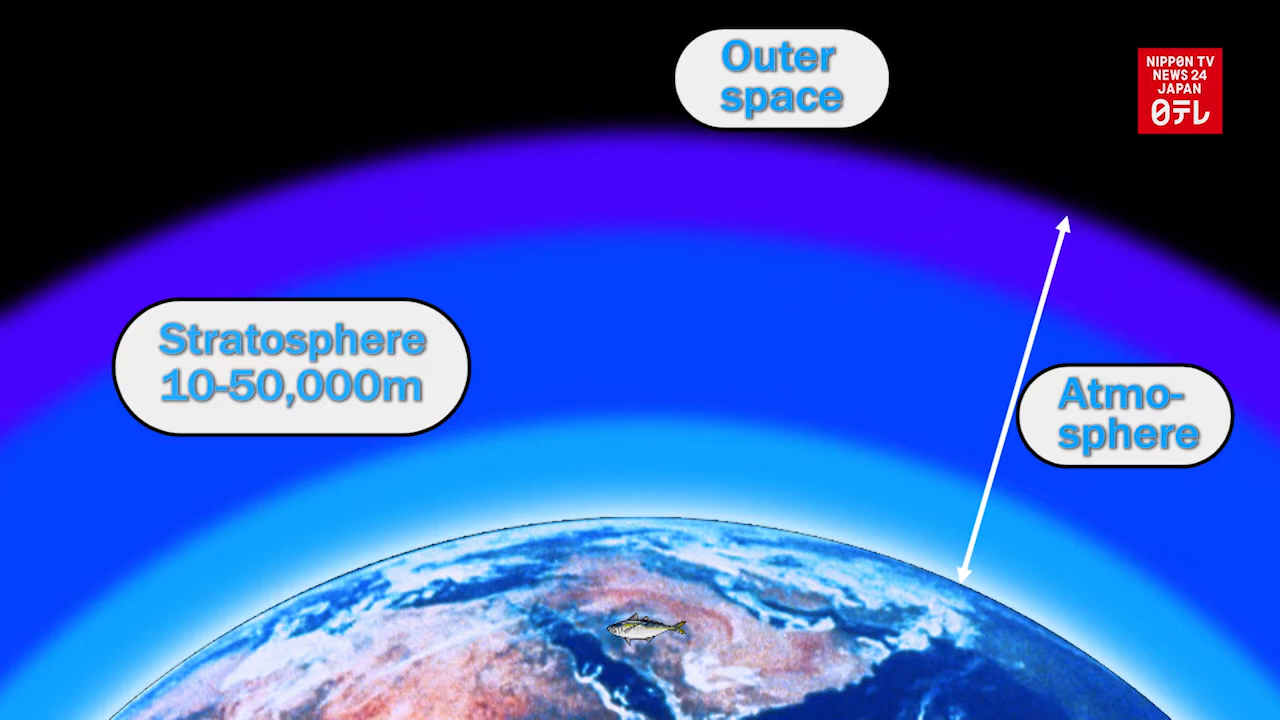 Outer
space
NIPPON TV
NEWS 24
JAPAN
日テレ
Stratosphere
10-50,000m
Atmo-
sphere